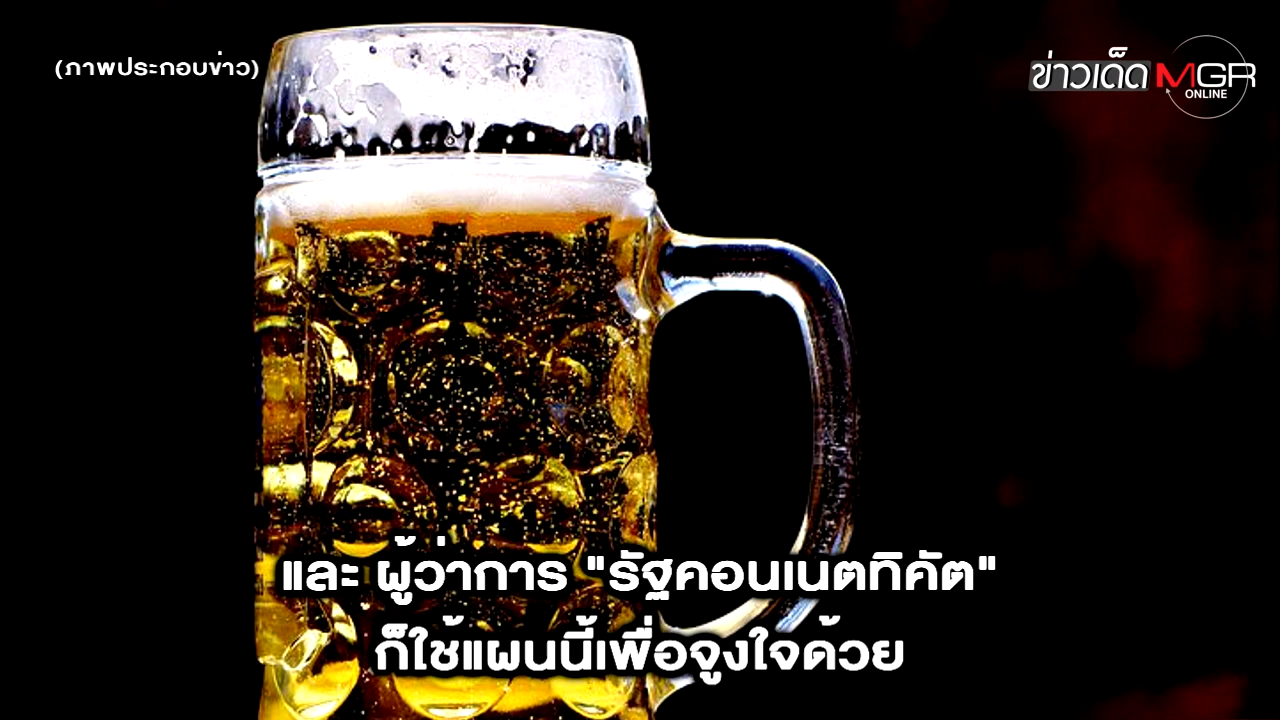 (ภาพประกอบข่าว)
ข่าวเด็ด MGR
ONLINE
และ ผู้ว่าการ "รัฐคอนเนตทิคัต"
ก็ใช้แผนนี้เพื่อจูงใจด้วย